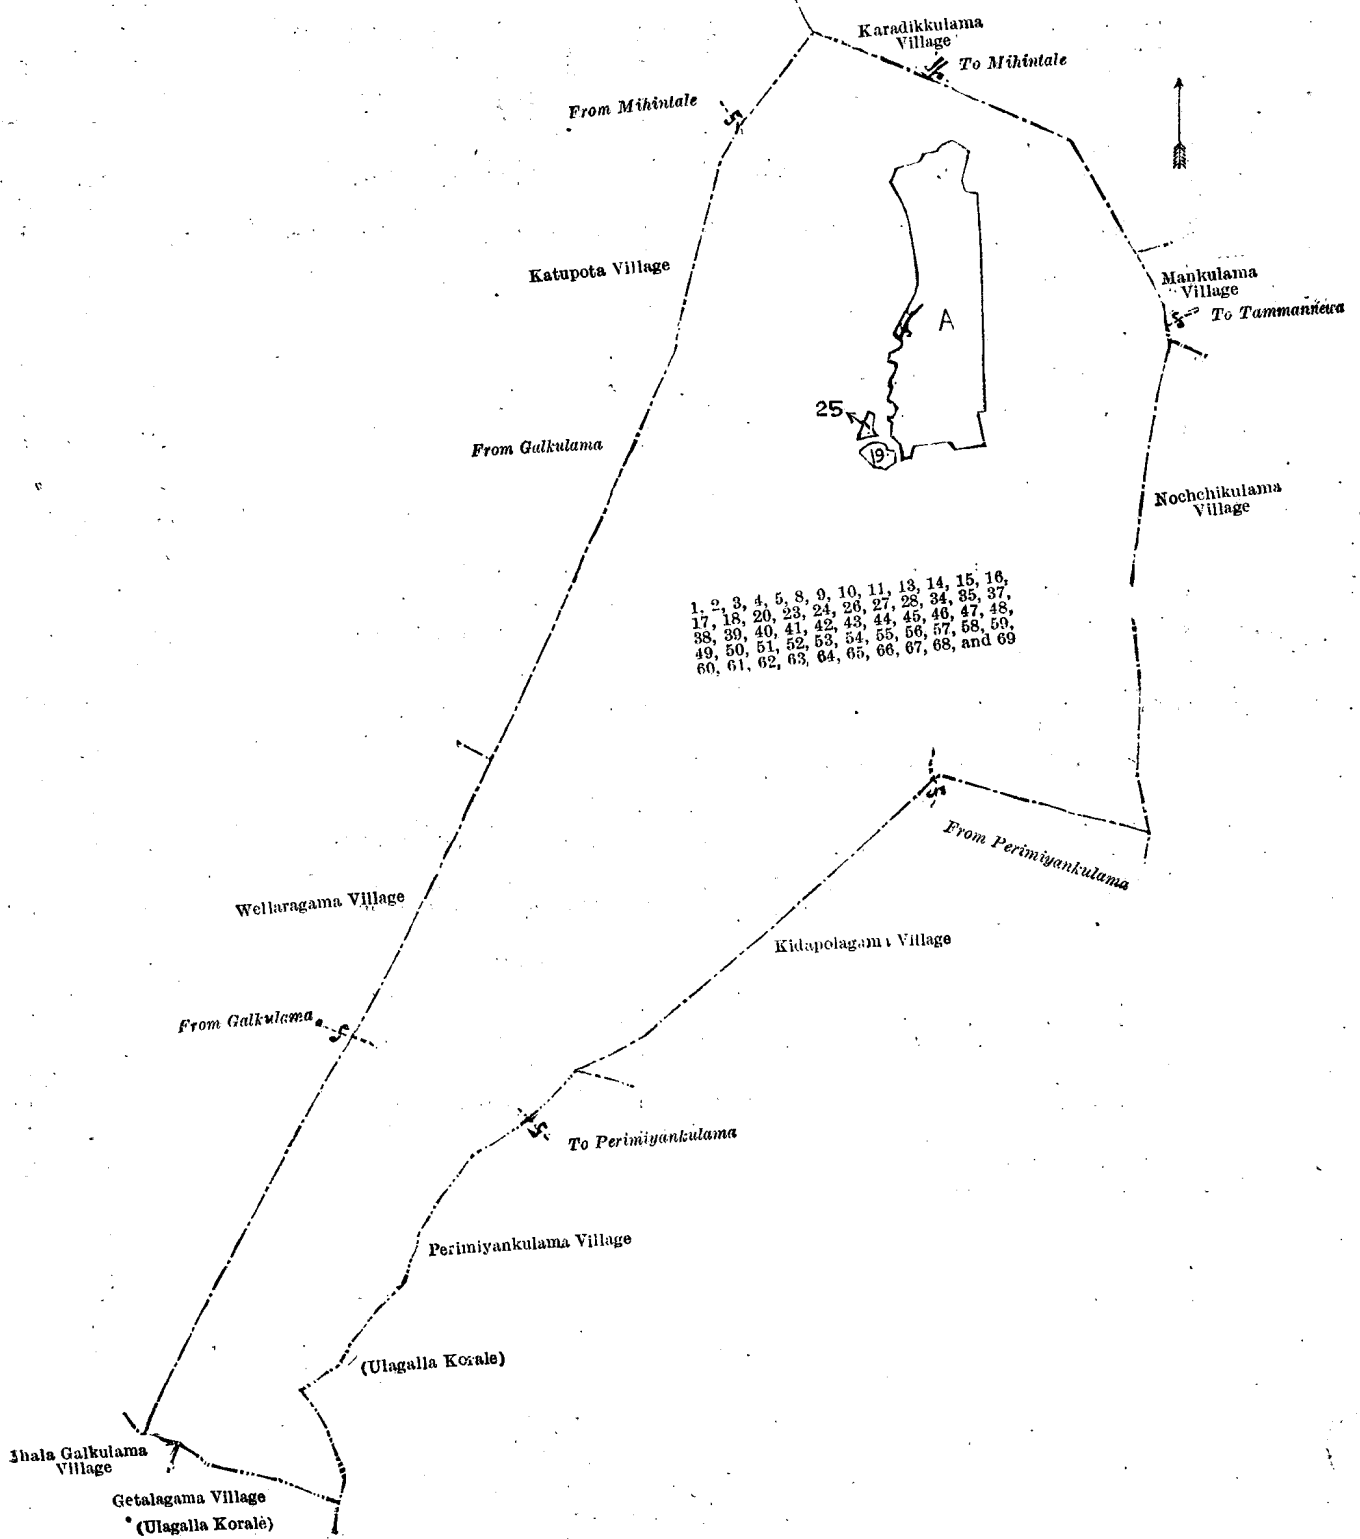 Karadikkulama
Village
To Mihintale
From Mihintale
Katupota Village
Mankulama
Village
To Tammannewa
A
25
19
From Galkulama
Nochchikulama
Village
1, 2, 3, 4, 5, 8, 9, 10, 11, 13, 14, 15, 16,
17, 18, 20, 23, 24, 26, 27, 28, 34, 35, 37,
38, 39, 40, 41, 42, 43, 44, 45, 46, 47, 48,
49, 50, 51, 52, 53, 54, 55, 56, 57, 58, 59,
60, 61, 62, 63, 64, 65, 66, 67, 68, and 69
From Perimiyankulama
Wellaragama Village
Kidapolagama Village
From Galkulama
To Perimiyankulama
Perimiyankulama Village
(Ulagalla Korale)
Ihala Galkulama
Village
Getalagama Village
(Ulagalla Korale)